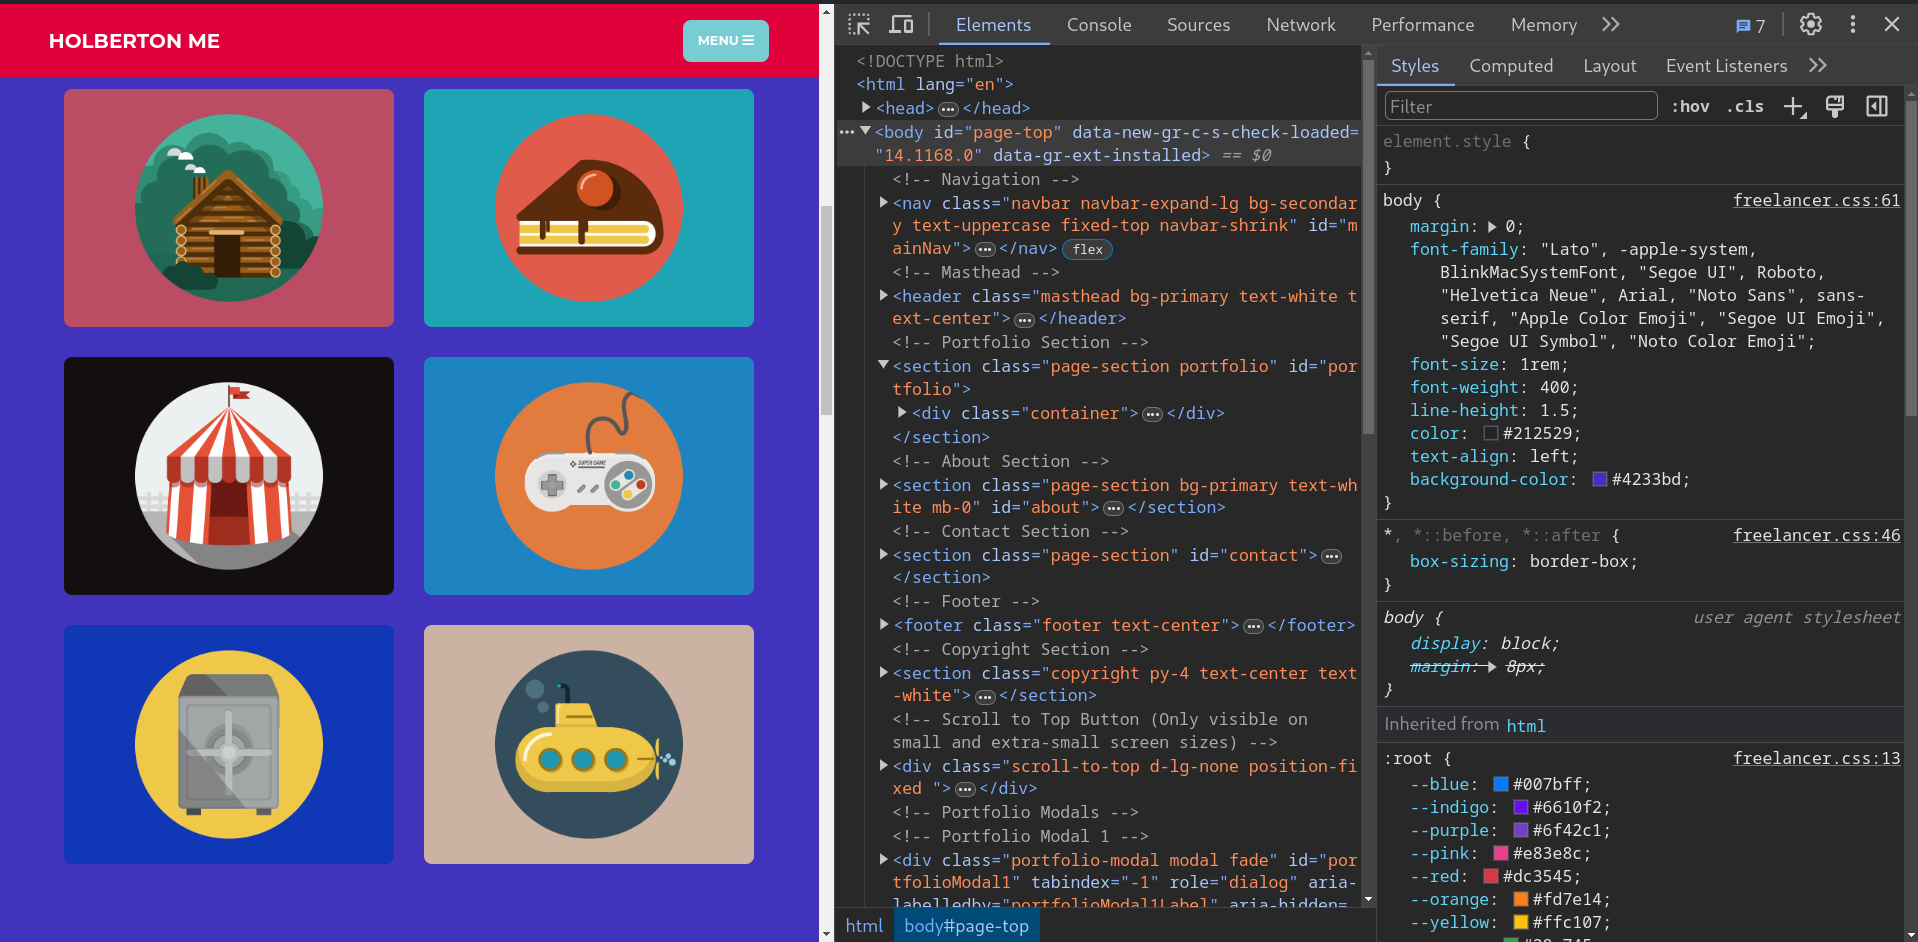 HOLBERTON ME
MENU
SUPER GAME
Elements Console Sources Network Performance Memory 7
<!DOCTYPE html>
<html lang="en">
<head> ••• </head>
••• <body id="page-top" data-new-gr-c-s-check-loaded=
"14.1168.0" data-gr-ext-installed> == $0
<!-- Navigation -->
<nav class="navbar navbar-expand-lg bg-secondar
y text-uppercase fixed-top navbar-shrink" id="m
ainNav"> ••• </nav> flex
<!-- Masthead -->
<header class="masthead bg-primary text-white t
ext-center"> ••• </header>
<!-- Portfolio Section -->
<section class="page-section portfolio" id="por
tfolio">
<div class="container"> ••• </div>
</section>
<!-- About Section -->
<section class="page-section bg-primary text-wh
ite mb-0" id="about"> ••• </section>
<!-- Contact Section -->
<section class="page-section" id="contact"> •••
</section>
<!-- Footer -->
<footer class="footer text-center"> ••• </footer>
<!-- Copyright Section -->
<section class="copyright py-4 text-center text
-white"> ••• </section>
<!-- Scroll to Top Button (Only visible on
small and extra-small screen sizes) -->
<div class="scroll-to-top d-lg-none position-fi
xed "> ••• </div>
<!-- Portfolio Modals -->
<!-- Portfolio Modal 1 -->
<div class="portfolio-modal modal fade" id="por
tfolioModal1" tabindex="-1" role="dialog" aria-
labelledby="portfolioModal1Label" aria-hidden=
html body#page-top
Styles Computed Layout Event Listeners
Filter :hov .cls
element.style {
}
body { freelancer.css:61
margin: 0;
font-family: "Lato", -apple-system,
BlinkMacSystemFont, "Segoe UI", Roboto,
"Helvetica Neue", Arial, "Noto Sans", sans-
serif, "Apple Color Emoji", "Segoe UI Emoji",
"Segoe UI Symbol", "Noto Color Emoji";
font-size: 1rem;
font-weight: 400;
line-height: 1.5;
color: #212529;
text-align: left;
background-color: #4233bd;
}
*, *::before, *::after { freelancer.css:46
box-sizing: border-box;
}
body { user agent stylesheet
display: block;
margin: 8px;
}
Inherited from html
:root { freelancer.css:13
--blue: #007bff;
--indigo: #6610f2;
--purple: #6f42c1;
--pink: #e83e8c;
--red: #dc3545;
--orange: #fd7e14;
--yellow: #ffc107;